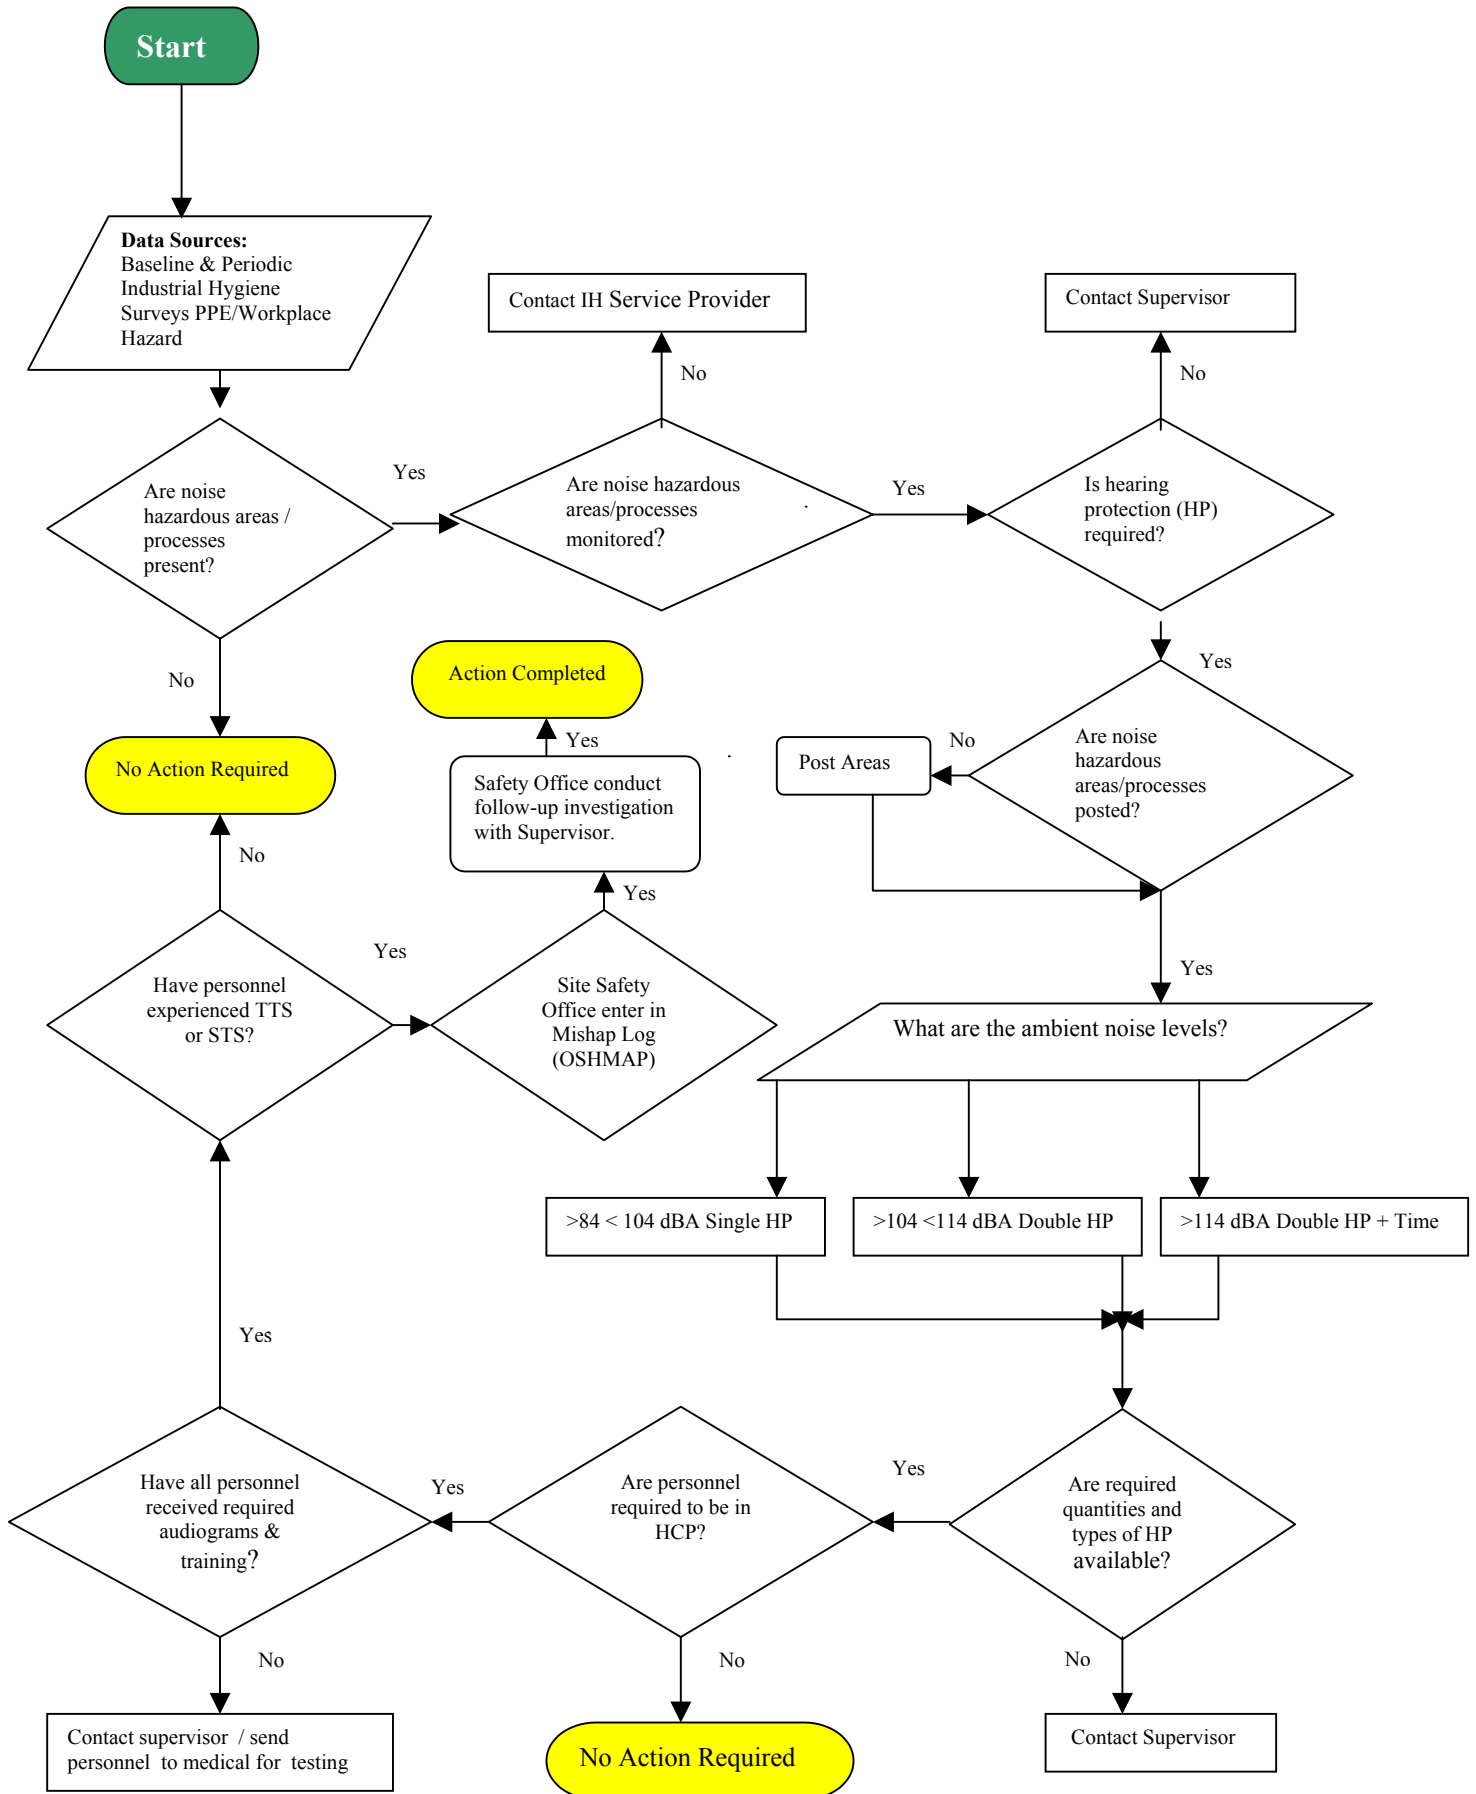 Start
Data Sources:
Baseline & Periodic
Industrial Hygiene
Surveys PPE/Workplace
Hazard
Contact IH Service Provider
Contact Supervisor
No
No
Are noise
hazardous areas /
processes
present?
Yes
Are noise hazardous
areas/processes
monitored?
Yes
Is hearing
protection (HP)
required?
No
Action Completed
Yes
No Action Required
Yes
Safety Office conduct
follow-up investigation
with Supervisor.
Post Areas
No
Are noise
hazardous
areas/processes
posted?
No
Yes
Have personnel
experienced TTS
or STS?
Yes
Site Safety
Office enter in
Mishap Log
(OSHMAP)
Yes
What are the ambient noise levels?
>84 < 104 dBA Single HP
>104 <114 dBA Double HP
>114 dBA Double HP + Time
Yes
Have all personnel
received required
audiograms &
training?
Yes
Are personnel
required to be in
HCP?
Yes
Are required
quantities and
types of HP
available?
No
No
No
Contact supervisor / send
personnel to medical for testing
No Action Required
Contact Supervisor